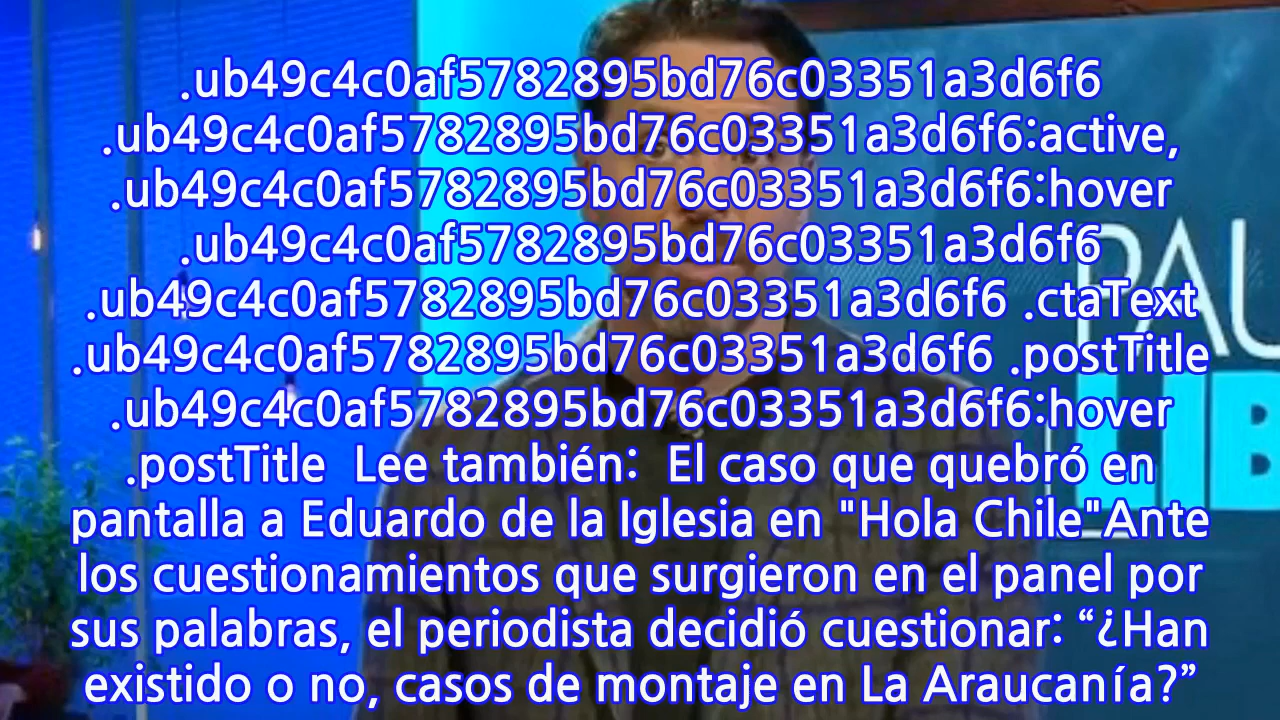 .ub49c4c0af5782895bd76c03351a3d6f6
.ub49c4c0af5782895bd76c03351a3d6f6:active,
.ub49c4c0af5782895bd76c03351a3d6f6:hover
.ub49c4c0af5782895bd76c03351a3d6f6
.ub49c4c0af5782895bd76c03351a3d6f6 .ctaText
.ub49c4c0af5782895bd76c03351a3d6f6 .postTitle
.ub49c4c0af5782895bd76c03351a3d6f6:hover
.postTitle  Lee también:  El caso que quebró en
pantalla a Eduardo de la Iglesia en "Hola Chile"Ante
los cuestionamientos que surgieron en el panel por
sus palabras, el periodista decidió cuestionar: “¿Han
existido o no, casos de montaje en La Araucanía?”
PAU